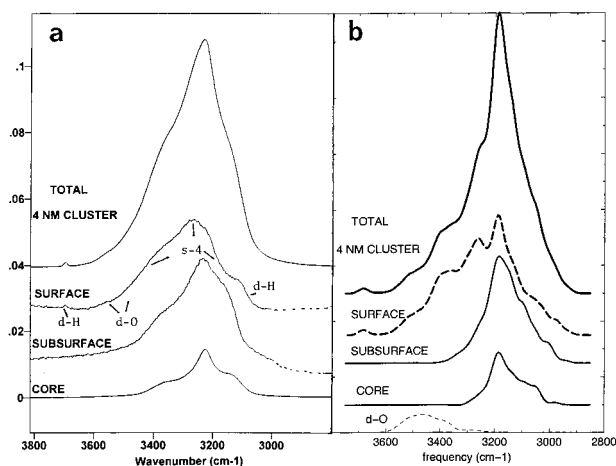 a
.1
.08
.06
.04
.02
0
TOTAL
4 NM CLUSTER
s-4
d-H
SURFACE
d-H
d-O
SUBSURFACE
CORE
3800
3600
3400
3200
3000
Wavenumber (cm-1)
b
TOTAL
4 NM CLUSTER
SURFACE
SUBSURFACE
CORE
d-O
3600
3400
3200
3000
2800
frequency (cm-1)